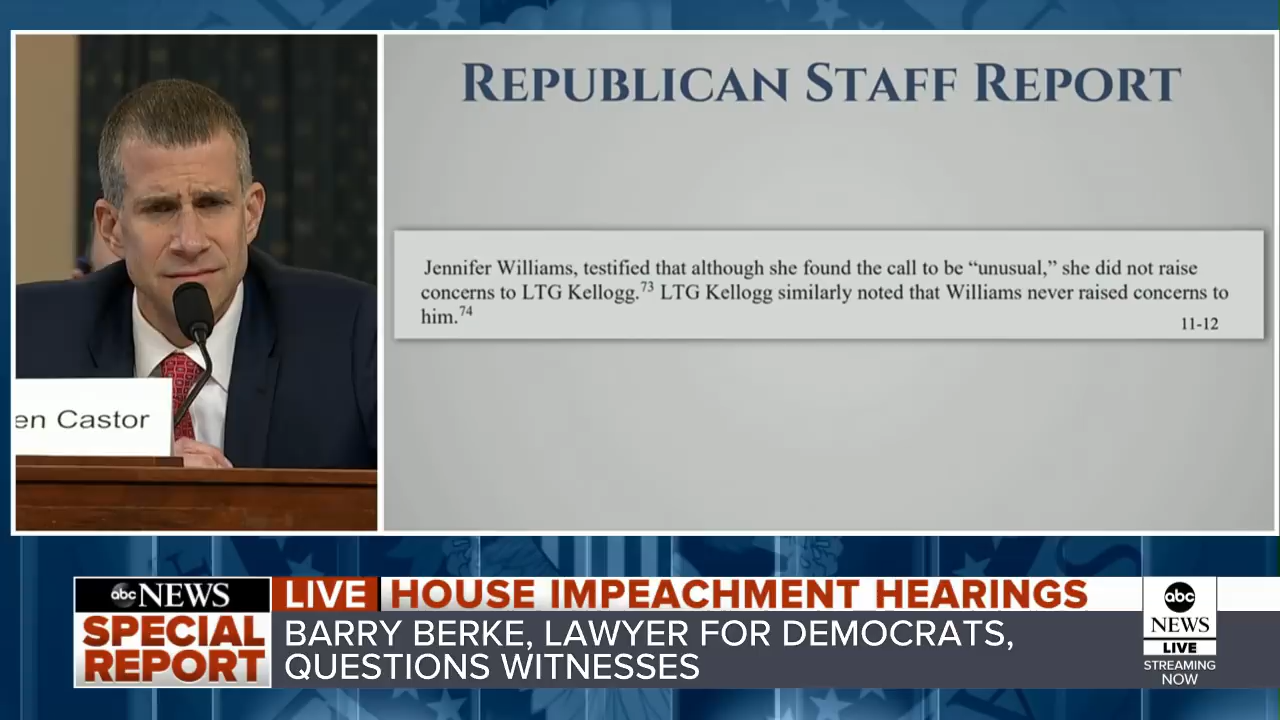 REPUBLICAN STAFF REPORT
Jennifer Williams, testified that although she found the call to be “unusual,” she did not raise
concerns to LTG Kellogg.73 LTG Kellogg similarly noted that Williams never raised concerns to
him.74
11-12
en Castor
abc NEWS
SPECIAL
REPORT
LIVE HOUSE IMPEACHMENT HEARINGS
BARRY BERKE, LAWYER FOR DEMOCRATS,
QUESTIONS WITNESSES
abc
NEWS
LIVE
STREAMING
NOW